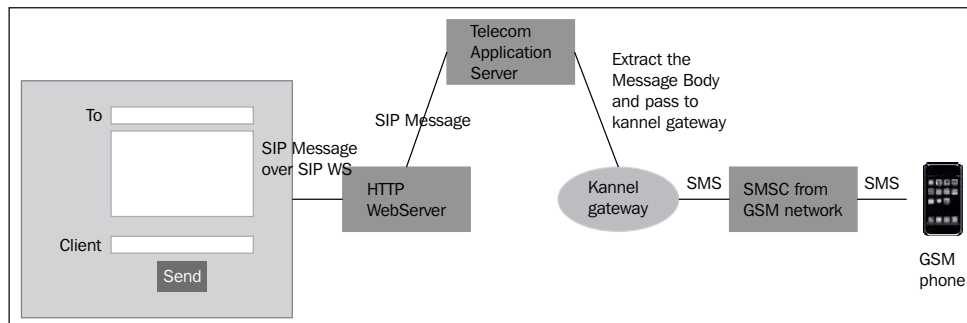 To
Client
Send
SIP Message
over SIP WS
HTTP
WebServer
SIP Message
Telecom
Application
Server
Extract the
Message Body
and pass to
kannel gateway
Kannel
gateway
SMS
SMSC from
GSM network
SMS
GSM
phone